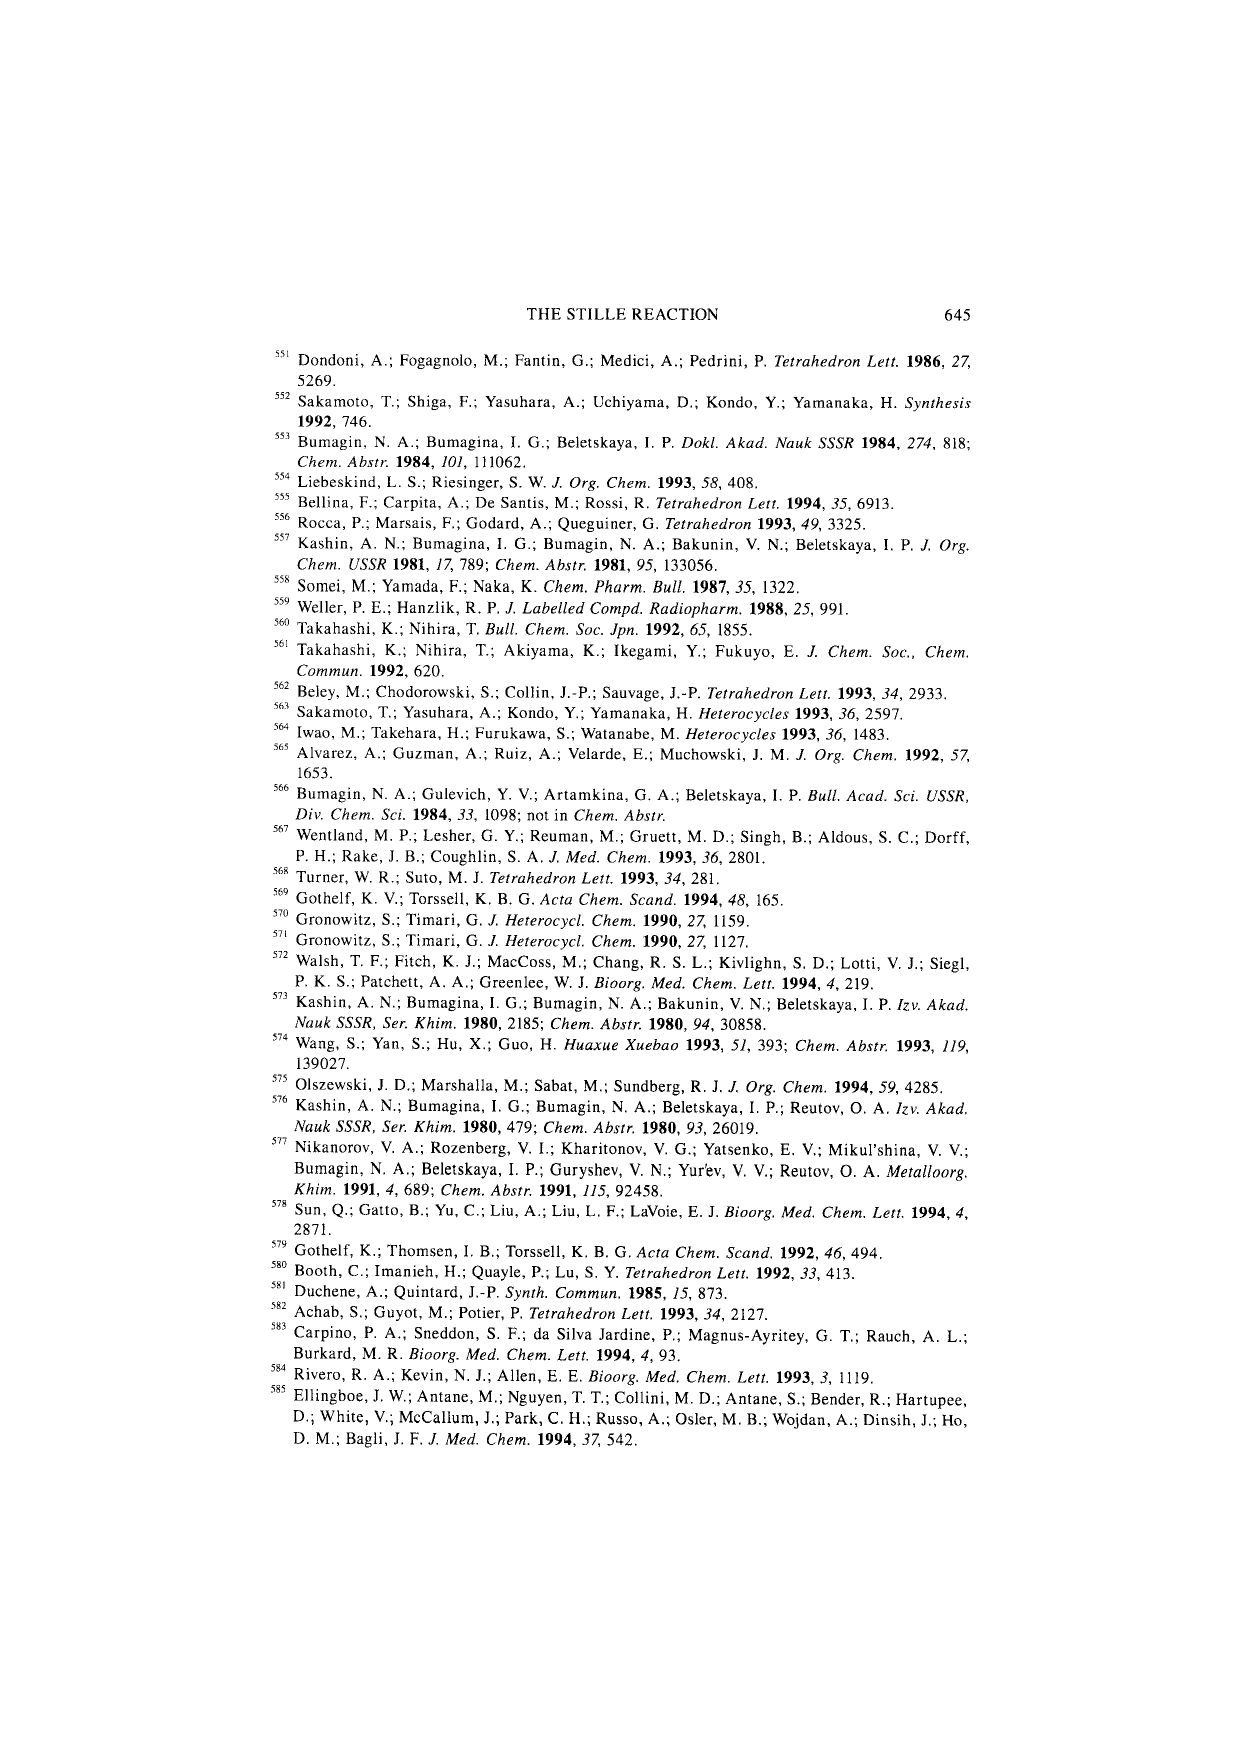 THE STILLE REACTION 645
551 Dondoni, A.; Fogagnolo, M.; Fantin, G.; Medici, A.; Pedrini, P. Tetrahedron Lett. 1986, 27,
5269.
552 Sakamoto, T.; Shiga, F.; Yasuhara, A.; Uchiyama, D.; Kondo, Y.; Yamanaka, H. Synthesis
1992, 746.
553 Bumagin, N. A.; Bumagina, I. G.; Beletskaya, I. P. Dokl. Akad. Nauk SSSR 1984, 274, 818;
Chem. Abstr. 1984, 101, 111062.
554 Liebeskind, L. S.; Riesinger, S. W. J. Org. Chem. 1993, 58, 408.
555 Bellina, F.; Carpita, A.; De Santis, M.; Rossi, R. Tetrahedron Lett. 1994, 35, 6913.
556 Rocca, P.; Marsais, F.; Godard, A.; Queguiner, G. Tetrahedron 1993, 49, 3325.
557 Kashin, A. N.; Bumagina, I. G.; Bumagin, N. A.; Bakunin, V. N.; Beletskaya, I. P. J. Org.
Chem. USSR 1981, 17, 789; Chem. Abstr. 1981, 95, 133056.
558 Somei, M.; Yamada, F.; Naka, K. Chem. Pharm. Bull. 1987, 35, 1322.
559 Weller, P. E.; Hanzlik, R. P. J. Labelled Compd. Radiopharm. 1988, 25, 991.
560 Takahashi, K.; Nihira, T. Bull. Chem. Soc. Jpn. 1992, 65, 1855.
561 Takahashi, K.; Nihira, T.; Akiyama, K.; Ikegami, Y.; Fukuyo, E. J. Chem. Soc., Chem.
Commun. 1992, 620.
562 Beley, M.; Chodorowski, S.; Collin, J.-P.; Sauvage, J.-P. Tetrahedron Lett. 1993, 34, 2933.
563 Sakamoto, T.; Yasuhara, A.; Kondo, Y.; Yamanaka, H. Heterocycles 1993, 36, 2597.
564 Iwao, M.; Takehara, H.; Furukawa, S.; Watanabe, M. Heterocycles 1993, 36, 1483.
565 Alvarez, A.; Guzman, A.; Ruiz, A.; Velarde, E.; Muchowski, J. M. J. Org. Chem. 1992, 57,
1653.
566 Bumagin, N. A.; Gulevich, Y. V.; Artamkina, G. A.; Beletskaya, I. P. Bull. Acad. Sci. USSR,
Div. Chem. Sci. 1984, 33, 1098; not in Chem. Abstr.
567 Wentland, M. P.; Lesher, G. Y.; Reuman, M.; Gruett, M. D.; Singh, B.; Aldous, S. C.; Dorff,
P. H.; Rake, J. B.; Coughlin, S. A. J. Med. Chem. 1993, 36, 2801.
568 Turner, W. R.; Suto, M. J. Tetrahedron Lett. 1993, 34, 281.
569 Gothelf, K. V.; Torssell, K. B. G. Acta Chem. Scand. 1994, 48, 165.
570 Gronowitz, S.; Timari, G. J. Heterocycl. Chem. 1990, 27, 1159.
571 Gronowitz, S.; Timari, G. J. Heterocycl. Chem. 1990, 27, 1127.
572 Walsh, T. F.; Fitch, K. J.; MacCoss, M.; Chang, R. S. L.; Kivlighn, S. D.; Lotti, V. J.; Siegl,
P. K. S.; Patchett, A. A.; Greenlee, W. J. Bioorg. Med. Chem. Lett. 1994, 4, 219.
573 Kashin, A. N.; Bumagina, I. G.; Bumagin, N. A.; Bakunin, V. N.; Beletskaya, I. P. Izv. Akad.
Nauk SSSR, Ser. Khim. 1980, 2185; Chem. Abstr. 1980, 94, 30858.
574 Wang, S.; Yan, S.; Hu, X.; Guo, H. Huaxue Xuebao 1993, 51, 393; Chem. Abstr. 1993, 119,
139027.
575 Olszewski, J. D.; Marshalla, M.; Sabat, M.; Sundberg, R. J. J. Org. Chem. 1994, 59, 4285.
576 Kashin, A. N.; Bumagina, I. G.; Bumagin, N. A.; Beletskaya, I. P.; Reutov, O. A. Izv. Akad.
Nauk SSSR, Ser. Khim. 1980, 479; Chem. Abstr. 1980, 93, 26019.
577 Nikanorov, V. A.; Rozenberg, V. I.; Kharitonov, V. G.; Yatsenko, E. V.; Mikul'shina, V. V.;
Bumagin, N. A.; Beletskaya, I. P.; Guryshev, V. N.; Yur'ev, V. V.; Reutov, O. A. Metalloorg.
Khim. 1991, 4, 689; Chem. Abstr. 1991, 115, 92458.
578 Sun, Q.; Gatto, B.; Yu, C.; Liu, A.; Liu, L. F.; LaVoie, E. J. Bioorg. Med. Chem. Lett. 1994, 4,
2871.
579 Gothelf, K.; Thomsen, I. B.; Torssell, K. B. G. Acta Chem. Scand. 1992, 46, 494.
580 Booth, C.; Imanieh, H.; Quayle, P.; Lu, S. Y. Tetrahedron Lett. 1992, 33, 413.
581 Duchene, A.; Quintard, J.-P. Synth. Commun. 1985, 15, 873.
582 Achab, S.; Guyot, M.; Potier, P. Tetrahedron Lett. 1993, 34, 2127.
583 Carpino, P. A.; Sneddon, S. F.; da Silva Jardine, P.; Magnus-Ayritey, G. T.; Rauch, A. L.;
Burkard, M. R. Bioorg. Med. Chem. Lett. 1994, 4, 93.
584 Rivero, R. A.; Kevin, N. J.; Allen, E. E. Bioorg. Med. Chem. Lett. 1993, 3, 1119.
585 Ellingboe, J. W.; Antane, M.; Nguyen, T. T.; Collini, M. D.; Antane, S.; Bender, R.; Hartupee,
D.; White, V.; McCallum, J.; Park, C. H.; Russo, A.; Osler, M. B.; Wojdan, A.; Dinsih, J.; Ho,
D. M.; Bagli, J. F. J. Med. Chem. 1994, 37, 542.